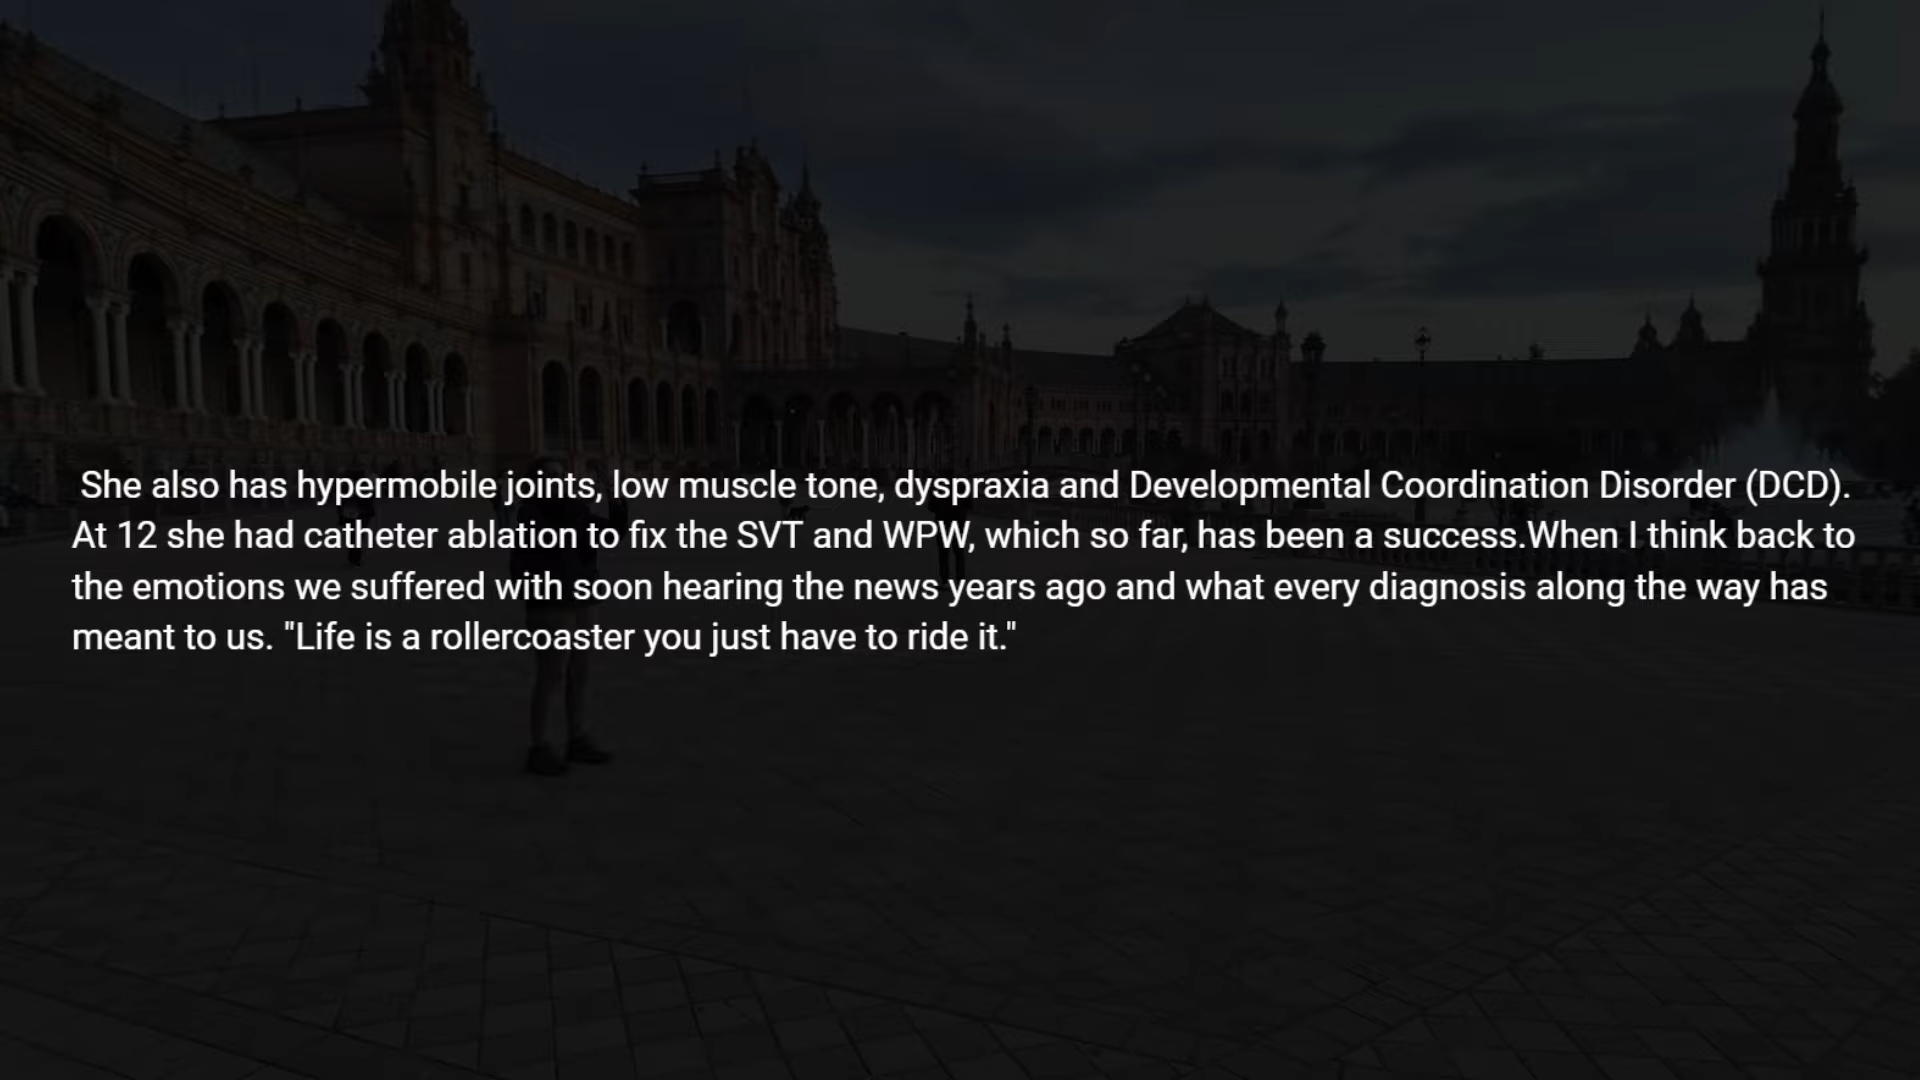 She also has hypermobile joints, low muscle tone, dyspraxia and Developmental Coordination Disorder (DCD).
At 12 she had catheter ablation to fix the SVT and WPW, which so far, has been a success.When I think back to
the emotions we suffered with soon hearing the news years ago and what every diagnosis along the way has
meant to us. "Life is a rollercoaster you just have to ride it."